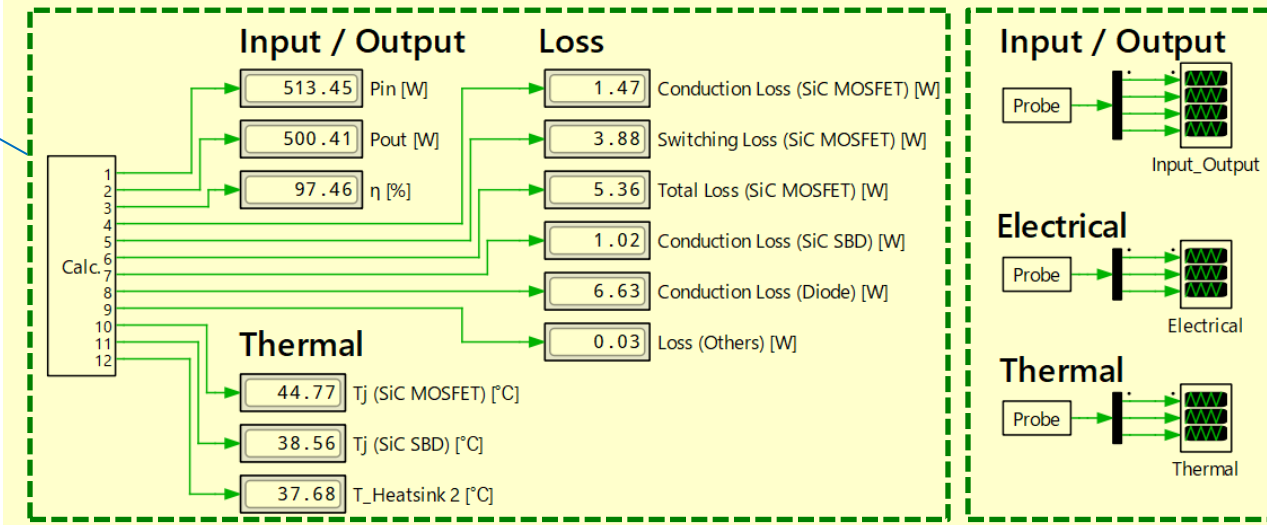 Input / Output
513.45 Pin [W]
500.41 Pout [W]
97.46 η [%]
Loss
1.47 Conduction Loss (SiC MOSFET) [W]
3.88 Switching Loss (SiC MOSFET) [W]
5.36 Total Loss (SiC MOSFET) [W]
1.02 Conduction Loss (SiC SBD) [W]
6.63 Conduction Loss (Diode) [W]
0.03 Loss (Others) [W]
Calc.
1
2
3
4
5
6
7
8
9
10
11
12
Thermal
44.77 Tj (SiC MOSFET) [°C]
38.56 Tj (SiC SBD) [°C]
37.68 T_Heatsink 2 [°C]
Input / Output
Probe
Input_Output
Electrical
Probe
Electrical
Thermal
Probe
Thermal